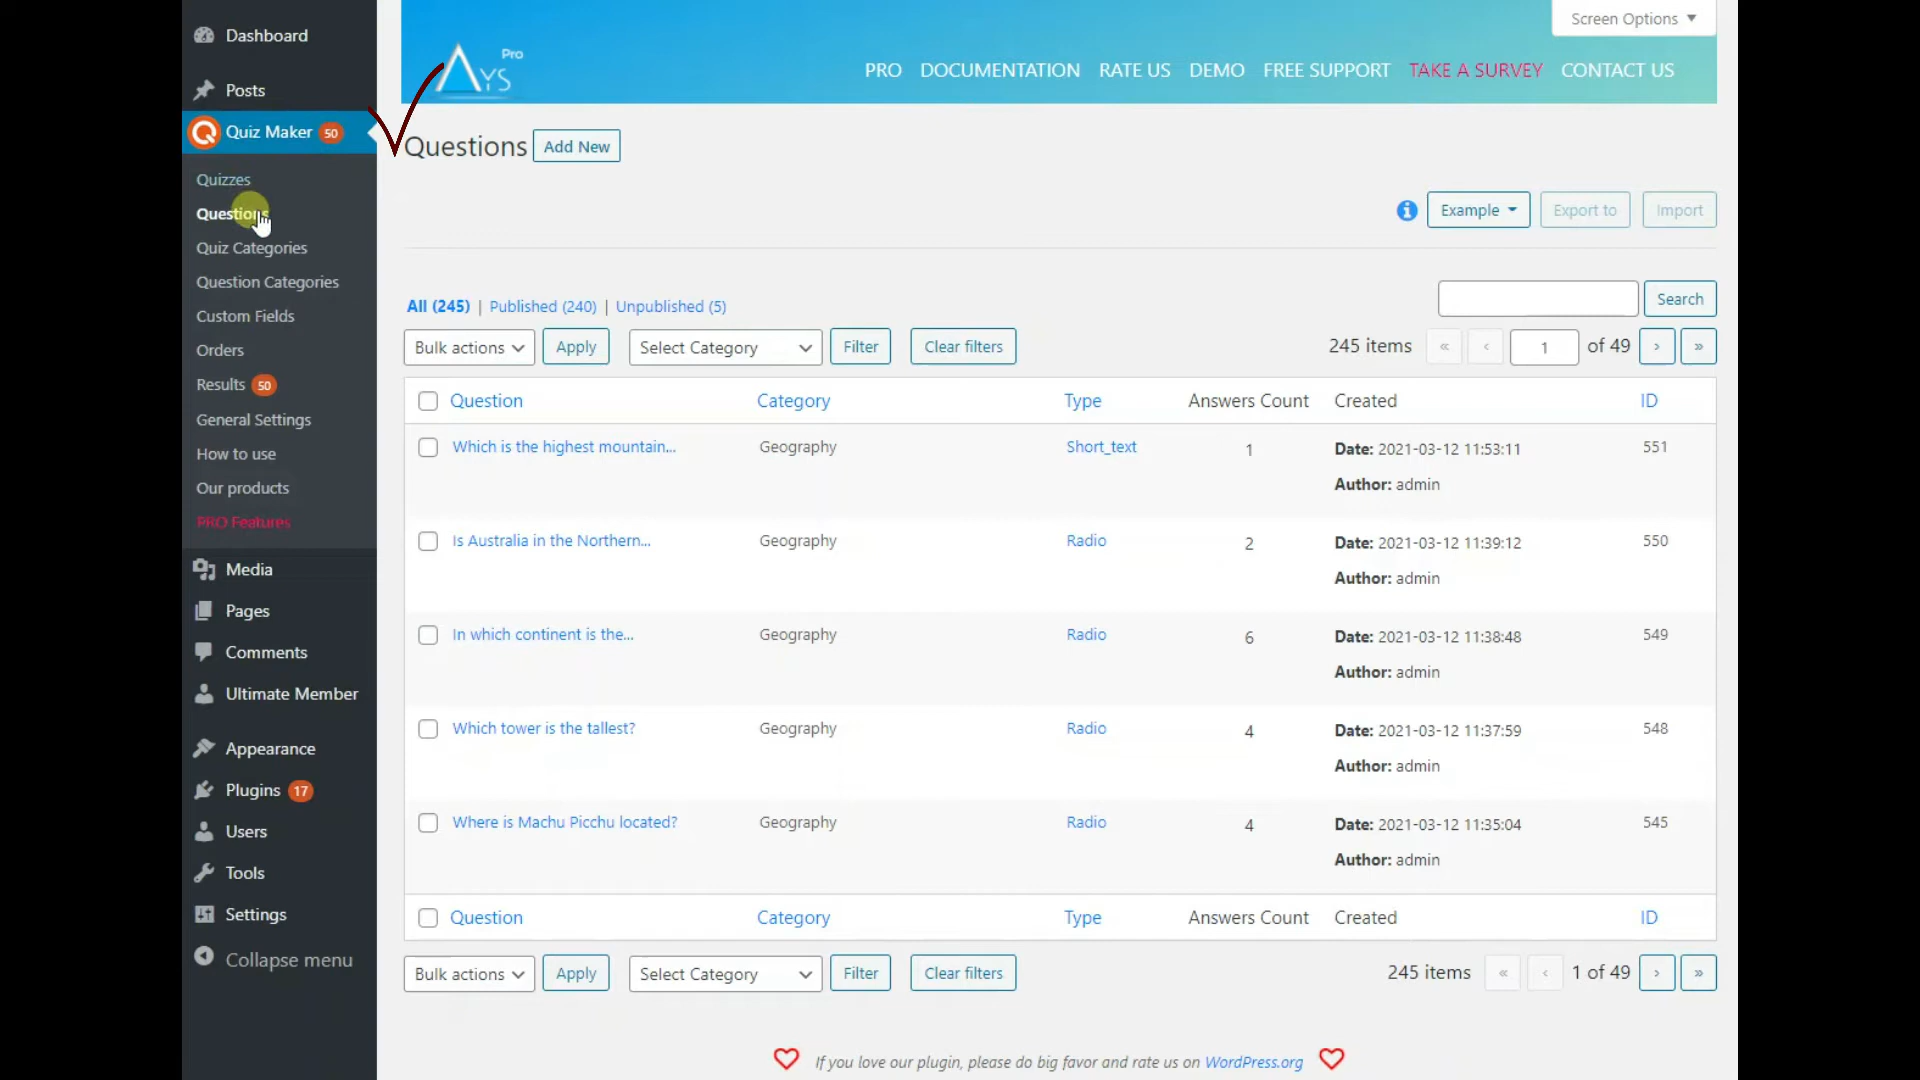 Dashboard
Posts
Quiz Maker 50
Quizzes
Questions
Quiz Categories
Question Categories
Custom Fields
Orders
Results 50
General Settings
How to use
Our products
PRO Features
Media
Pages
Comments
Ultimate Member
Appearance
Plugins 17
Users
Tools
Settings
Collapse menu
Screen Options
AYS Pro
PRO DOCUMENTATION RATE US DEMO FREE SUPPORT TAKE A SURVEY CONTACT US
Questions Add New
Example Export to Import
All (245) | Published (240) | Unpublished (5)
Search
Bulk actions Apply Select Category Filter Clear filters 245 items « ‹ 1 of 49 › »
Question Category Type Answers Count Created ID
Which is the highest mountain... Geography Short_text 1 Date: 2021-03-12 11:53:11 551
Author: admin
Is Australia in the Northern... Geography Radio 2 Date: 2021-03-12 11:39:12 550
Author: admin
In which continent is the... Geography Radio 6 Date: 2021-03-12 11:38:48 549
Author: admin
Which tower is the tallest? Geography Radio 4 Date: 2021-03-12 11:37:59 548
Author: admin
Where is Machu Picchu located? Geography Radio 4 Date: 2021-03-12 11:35:04 545
Author: admin
Question Category Type Answers Count Created ID
Bulk actions Apply Select Category Filter Clear filters 245 items « ‹ 1 of 49 › »
If you love our plugin, please do big favor and rate us on WordPress.org